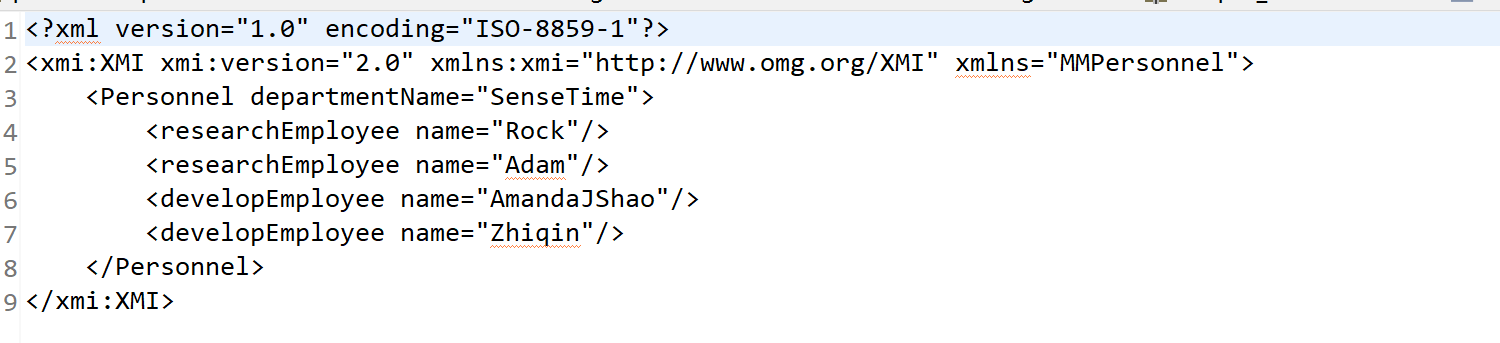 1 <?xml version="1.0" encoding="ISO-8859-1"?>
2 <xmi:XMI xmi:version="2.0" xmlns:xmi="http://www.omg.org/XMI" xmlns="MMPersonnel">
3     <Personnel departmentName="SenseTime">
4         <researchEmployee name="Rock"/>
5         <researchEmployee name="Adam"/>
6         <developEmployee name="AmandaJShao"/>
7         <developEmployee name="Zhiqin"/>
8     </Personnel>
9 </xmi:XMI>